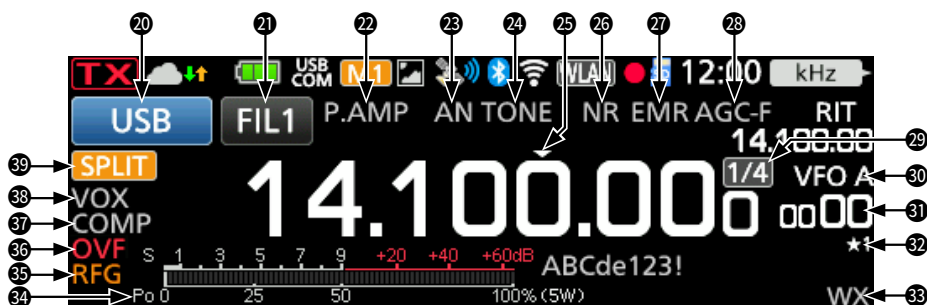 20 21 22 23 24 25 26 27 28
TX USB COM M1 WLAN 12:00 kHz
USB FIL1 P.AMP AN TONE NR EMR AGC-F RIT
14.100.00 29
39 SPLIT 14.100.000 1/4 VFO A 30
38 VOX 00 00 31
37 COMP
36 OVF S 1 3 5 7 9 +20 +40 +60dB ★1 32
35 RFG ABCde123!
34 Po 0 25 50 100% (5W) WX 33